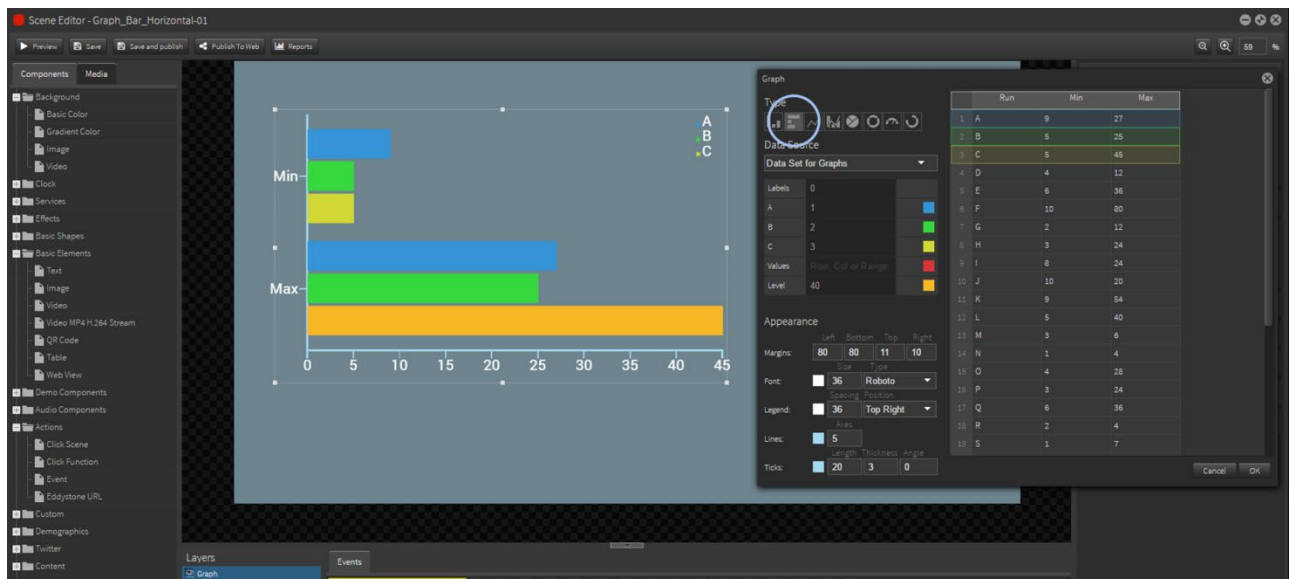 Scene Editor - Graph_Bar_Horizontal-01
Preview Save Save and publish Publish To Web Reports 59 %
Components Media
Background
Basic Color
Gradient Color
Image
Video
Clock
Services
Effects
Basic Shapes
Basic Elements
Text
Image
Video
Video MP4 H.264 Stream
QR Code
Table
Web View
Demo Components
Audio Components
Actions
Click Scene
Click Function
Event
Eddystone URL
Custom
Demographics
Twitter
Content
A
B
C
Min
Max
0 5 10 15 20 25 30 35 40 45
Layers
Graph
Events
Graph
Type
Data Source
Data Set for Graphs
Labels 0
A 1
B 2
C 3
Values Row, Col or Range
Level 40
Appearance
Left Bottom Top Right
Margins: 80 80 11 10
Size Type
Font: 36 Roboto
Spacing Position
Legend: 36 Top Right
Axes
Lines: 5
Length Thickness Angle
Ticks: 20 3 0
Run Min Max
1 A 9 27
2 B 5 25
3 C 5 45
4 D 4 12
5 E 6 36
6 F 10 80
7 G 2 12
8 H 3 24
9 I 8 24
10 J 10 20
11 K 9 54
12 L 5 40
13 M 3 6
14 N 1 4
15 O 4 28
16 P 3 24
17 Q 6 36
18 R 2 4
19 S 1 7
Cancel OK